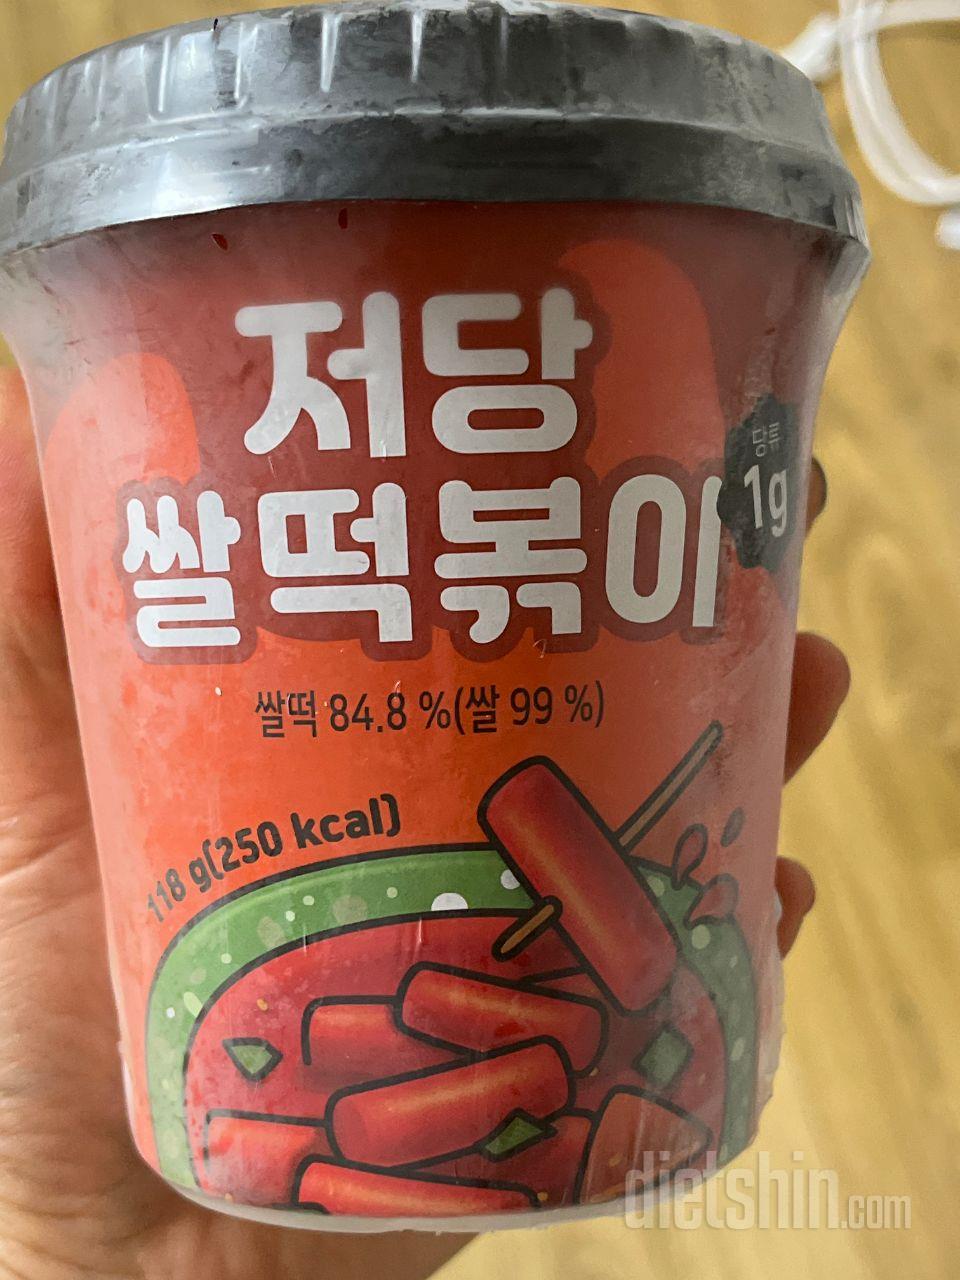 저당
쌀떡볶이
당류
1g
쌀떡 84.8 %(쌀 99 %)
118 g(250 kcal)
dietshin.com